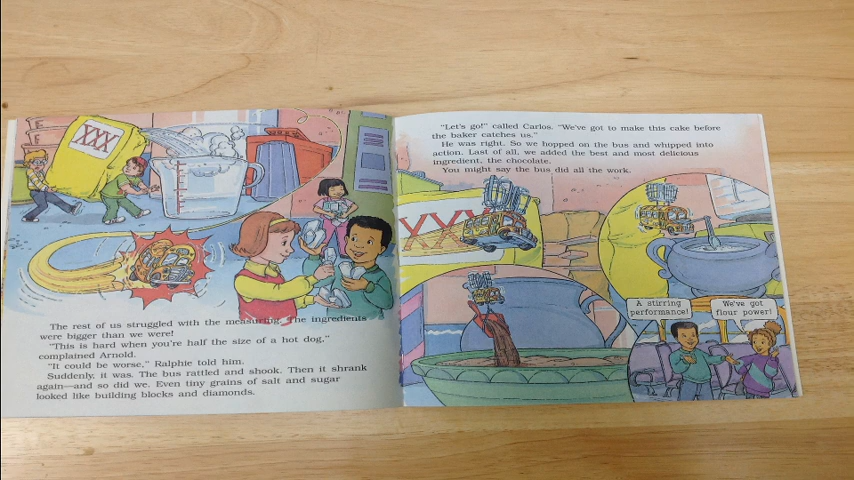 XXX
The rest of us struggled with the measuring. The ingredients
were bigger than we were!
"This is hard when you're half the size of a hot dog,"
complained Arnold.
"It could be worse," Ralphie told him.
Suddenly, it was. The bus rattled and shook. Then it shrank
again—and so did we. Even tiny grains of salt and sugar
looked like building blocks and diamonds.
"Let's go!" called Carlos. "We've got to make this cake before
the baker catches us."
He was right. So we hopped on the bus and whipped into
action. Last of all, we added the best and most delicious
ingredient, the chocolate.
You might say the bus did all the work.
XXX
A stirring
performance!
We've got
flour power!